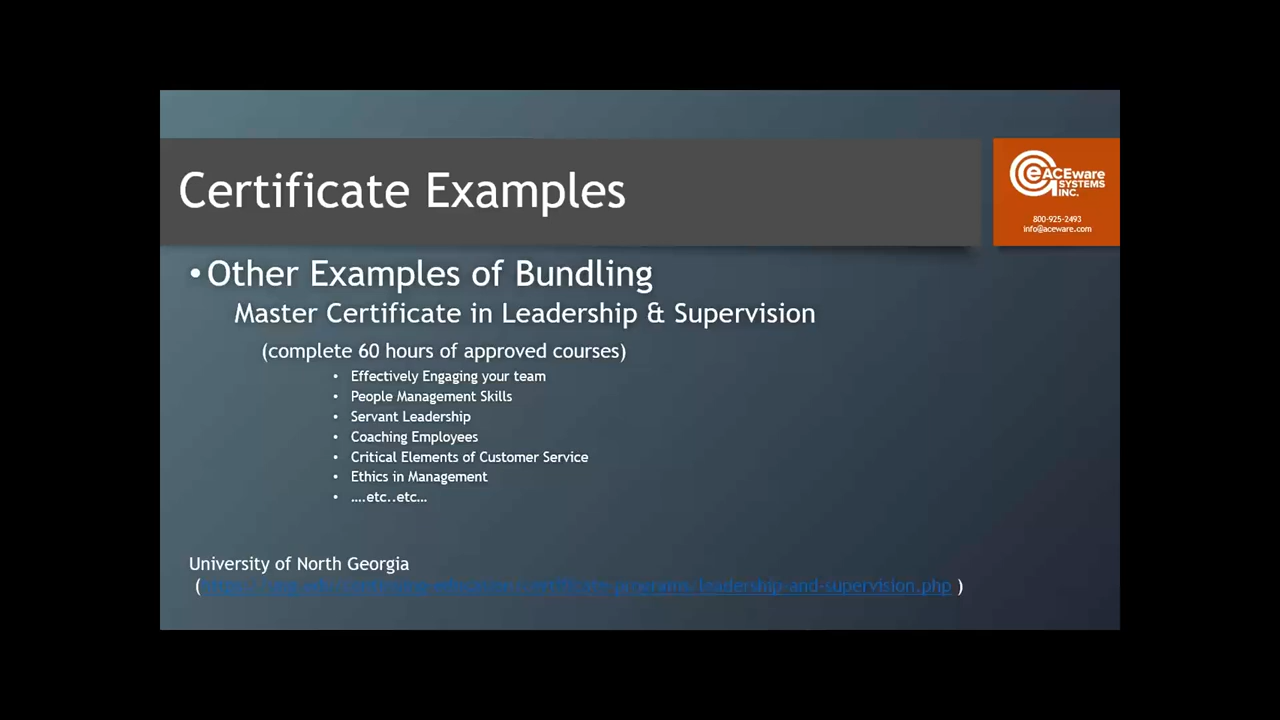 Certificate Examples
eACEware
SYSTEMS
INC.
800-925-2493
info@aceware.com
• Other Examples of Bundling
Master Certificate in Leadership & Supervision
(complete 60 hours of approved courses)
• Effectively Engaging your team
• People Management Skills
• Servant Leadership
• Coaching Employees
• Critical Elements of Customer Service
• Ethics in Management
• ....etc..etc...
University of North Georgia
(https://ung.edu/continuing-education/certificate-programs/leadership-and-supervision.php )